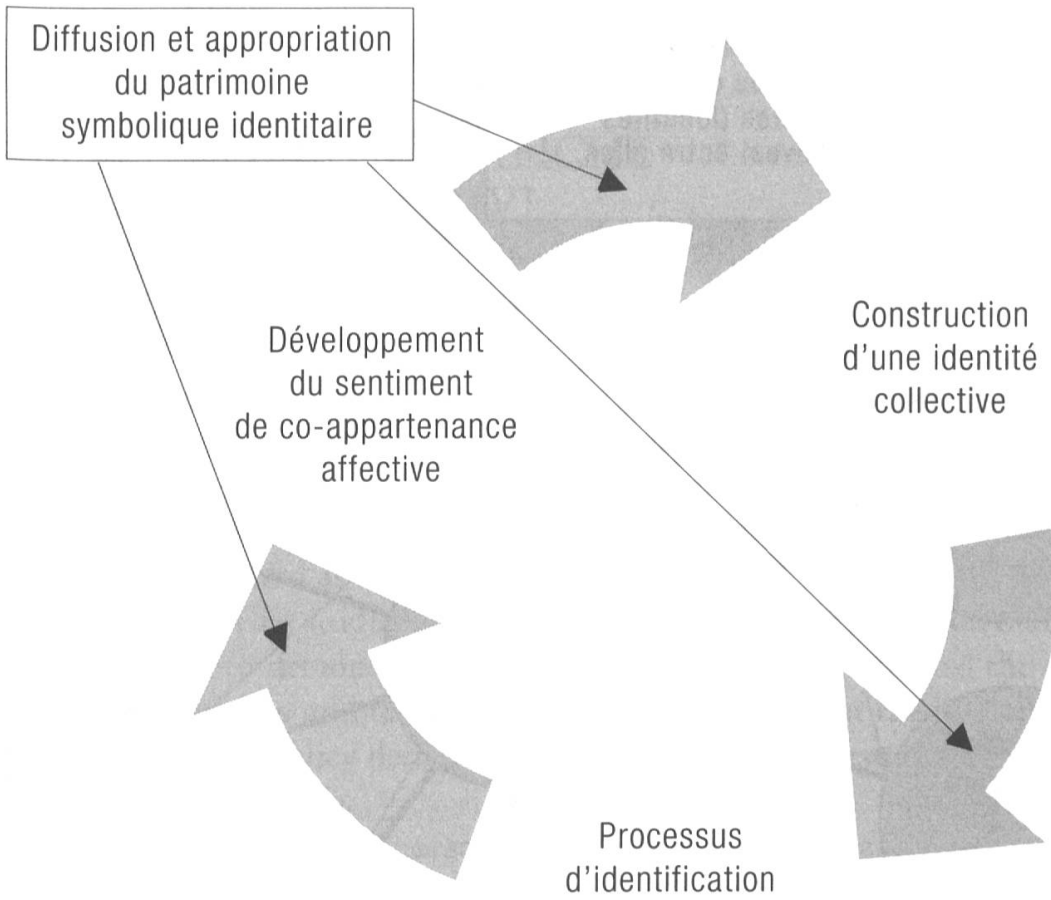 Diffusion et appropriation
du patrimoine
symbolique identitaire
Développement
du sentiment
de co-appartenance
affective
Construction
d'une identité
collective
Processus
d'identification